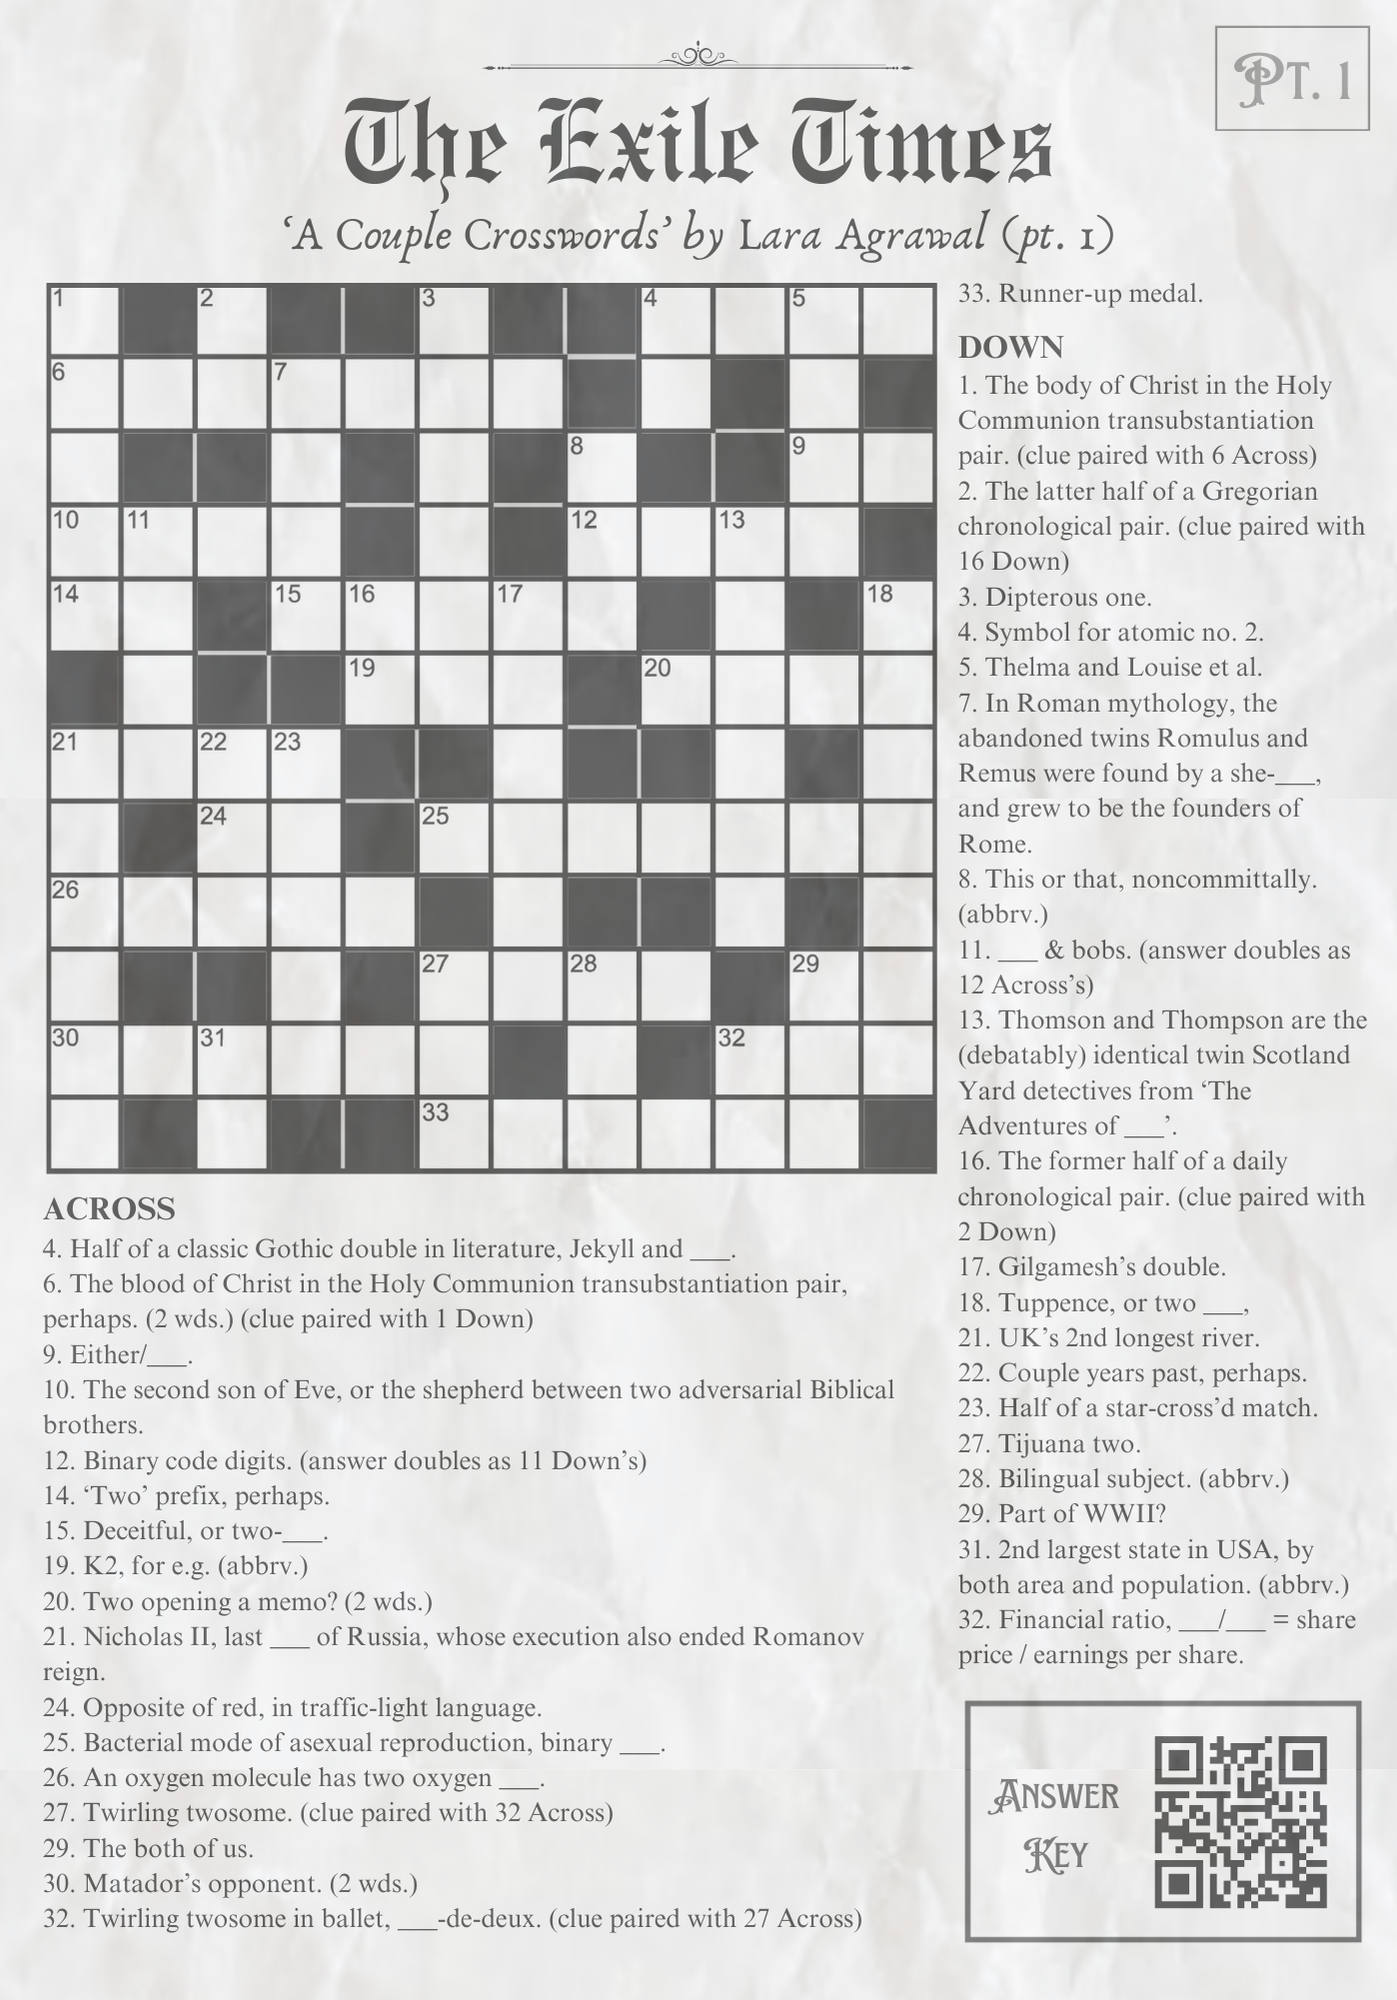 PT. 1
The Exile Times
‘A Couple Crosswords’ by Lara Agrawal (pt. 1)
1 2 3 4 5
6 7
8 9
10 11 12 13
14 15 16 17 18
19 20
21 22 23
24 25
26
27 28 29
30 31 32
33
ACROSS
4. Half of a classic Gothic double in literature, Jekyll and ___.
6. The blood of Christ in the Holy Communion transubstantiation pair,
perhaps. (2 wds.) (clue paired with 1 Down)
9. Either/___.
10. The second son of Eve, or the shepherd between two adversarial Biblical
brothers.
12. Binary code digits. (answer doubles as 11 Down’s)
14. ‘Two’ prefix, perhaps.
15. Deceitful, or two-___.
19. K2, for e.g. (abbrv.)
20. Two opening a memo? (2 wds.)
21. Nicholas II, last ___ of Russia, whose execution also ended Romanov
reign.
24. Opposite of red, in traffic-light language.
25. Bacterial mode of asexual reproduction, binary ___.
26. An oxygen molecule has two oxygen ___.
27. Twirling twosome. (clue paired with 32 Across)
29. The both of us.
30. Matador’s opponent. (2 wds.)
32. Twirling twosome in ballet, ___-de-deux. (clue paired with 27 Across)
33. Runner-up medal.
DOWN
1. The body of Christ in the Holy
Communion transubstantiation
pair. (clue paired with 6 Across)
2. The latter half of a Gregorian
chronological pair. (clue paired with
16 Down)
3. Dipterous one.
4. Symbol for atomic no. 2.
5. Thelma and Louise et al.
7. In Roman mythology, the
abandoned twins Romulus and
Remus were found by a she-___,
and grew to be the founders of
Rome.
8. This or that, noncommittally.
(abbrv.)
11. ___ & bobs. (answer doubles as
12 Across’s)
13. Thomson and Thompson are the
(debatably) identical twin Scotland
Yard detectives from ‘The
Adventures of ___’.
16. The former half of a daily
chronological pair. (clue paired with
2 Down)
17. Gilgamesh’s double.
18. Tuppence, or two ___,
21. UK’s 2nd longest river.
22. Couple years past, perhaps.
23. Half of a star-cross’d match.
27. Tijuana two.
28. Bilingual subject. (abbrv.)
29. Part of WWII?
31. 2nd largest state in USA, by
both area and population. (abbrv.)
32. Financial ratio, ___/___ = share
price / earnings per share.
ANSWER
KEY